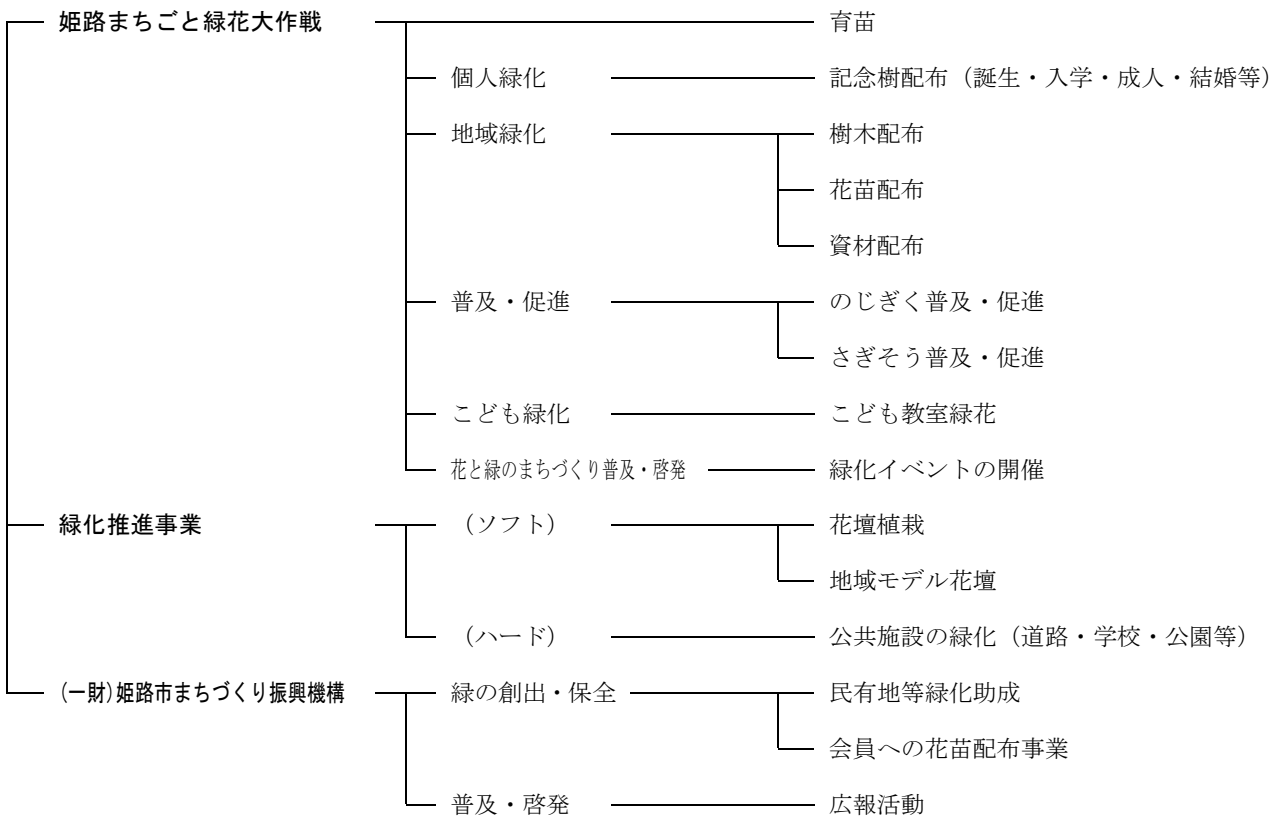 姫路まちごと緑花大作戦 育苗
個人緑化 記念樹配布（誕生・入学・成人・結婚等）
地域緑化 樹木配布
花苗配布
資材配布
普及・促進 のじぎく普及・促進
さぎそう普及・促進
こども緑化 こども教室緑花
花と緑のまちづくり普及・啓発 緑化イベントの開催
緑化推進事業 （ソフト） 花壇植栽
地域モデル花壇
（ハード） 公共施設の緑化（道路・学校・公園等）
(一財)姫路市まちづくり振興機構 緑の創出・保全 民有地等緑化助成
会員への花苗配布事業
普及・啓発 広報活動